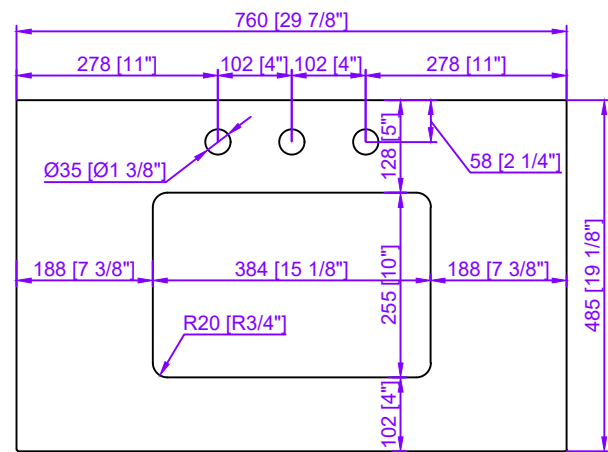 760 [29 7/8"]
278 [11"]
102 [4"]
102 [4"]
278 [11"]
128 [5"]
58 [2 1/4"]
Ø35 [Ø1 3/8"]
188 [7 3/8"]
384 [15 1/8"]
188 [7 3/8"]
255 [10"]
485 [19 1/8"]
R20 [R3/4"]
102 [4"]